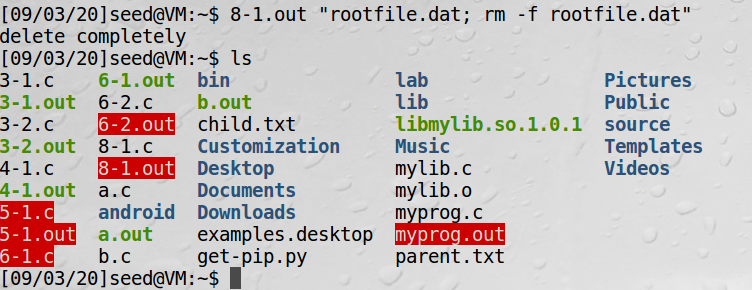 [09/03/20]seed@VM:~$ 8-1.out "rootfile.dat; rm -f rootfile.dat"
delete completely
[09/03/20]seed@VM:~$ ls
3-1.c 6-1.out bin lab Pictures
3-1.out 6-2.c b.out lib Public
3-2.c 6-2.out child.txt libmylib.so.1.0.1 source
3-2.out 8-1.c Customization Music Templates
4-1.c 8-1.out Desktop mylib.c Videos
4-1.out a.c Documents mylib.o
5-1.c android Downloads myprog.c
5-1.out a.out examples.desktop myprog.out
6-1.c b.c get-pip.py parent.txt
[09/03/20]seed@VM:~$